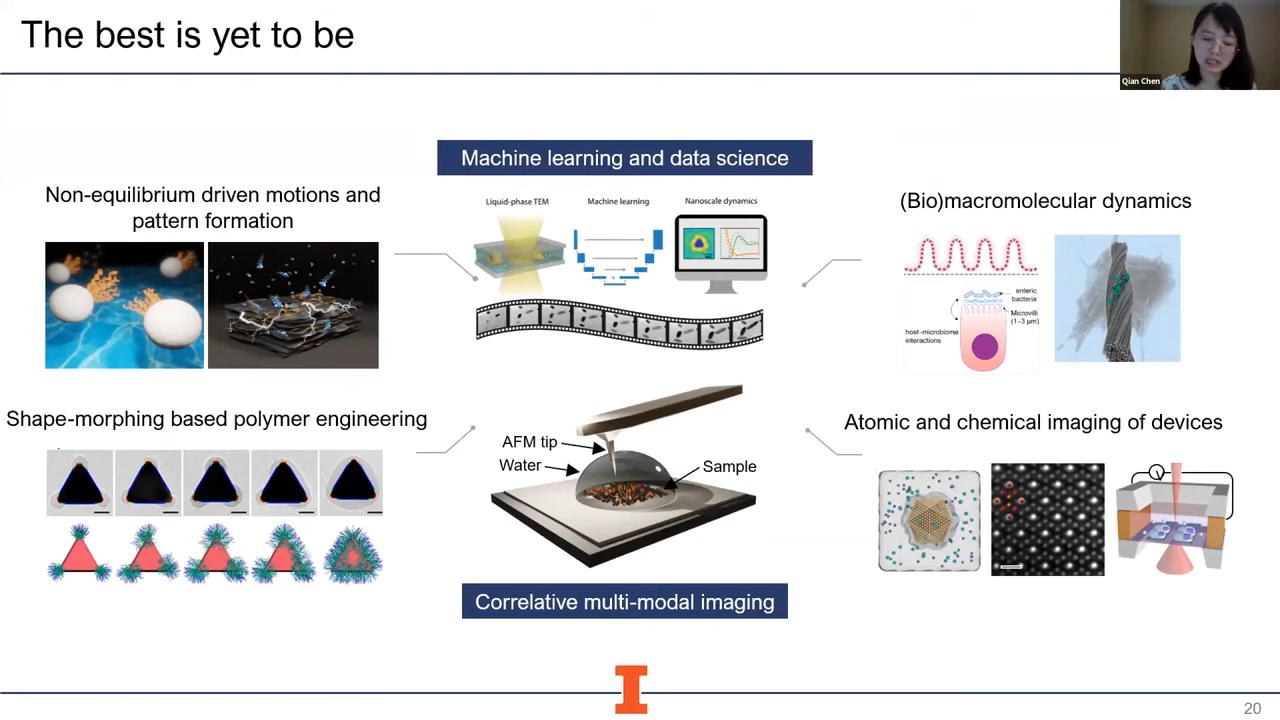 The best is yet to be
Qian Chen
Machine learning and data science
Non-equilibrium driven motions and
pattern formation
Liquid-phase TEM
Machine learning
Nanoscale dynamics
(Bio)macromolecular dynamics
enteric
bacteria
Microvilli
(1–3 µm)
host-microbiome
interactions
Shape-morphing based polymer engineering
AFM tip
Water
Sample
Atomic and chemical imaging of devices
Correlative multi-modal imaging
I
20